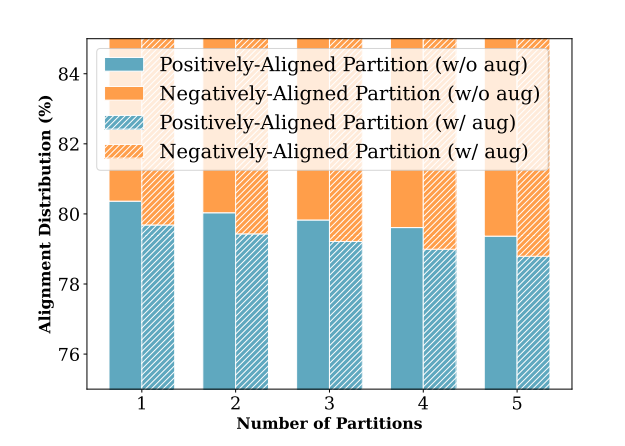 Positively-Aligned Partition (w/o aug)
Negatively-Aligned Partition (w/o aug)
Positively-Aligned Partition (w/ aug)
Negatively-Aligned Partition (w/ aug)
Alignment Distribution (%)
84
82
80
78
76
1 2 3 4 5
Number of Partitions